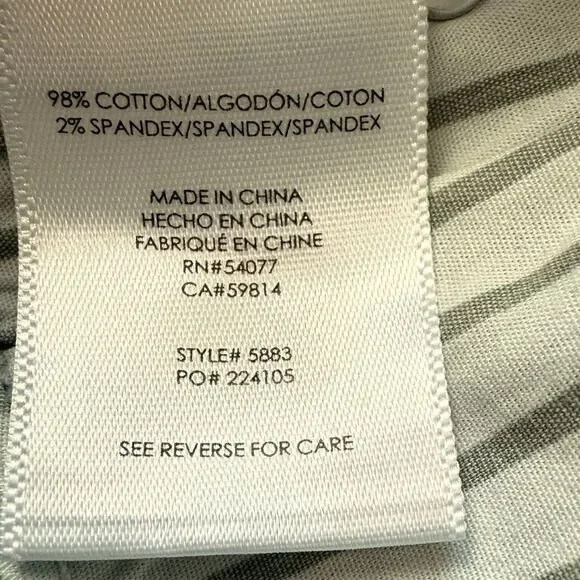 98% COTTON/ALGODÓN/COTON
2% SPANDEX/SPANDEX/SPANDEX
MADE IN CHINA
HECHO EN CHINA
FABRIQUÉ EN CHINE
RN#54077
CA#59814
STYLE# 5883
PO# 224105
SEE REVERSE FOR CARE